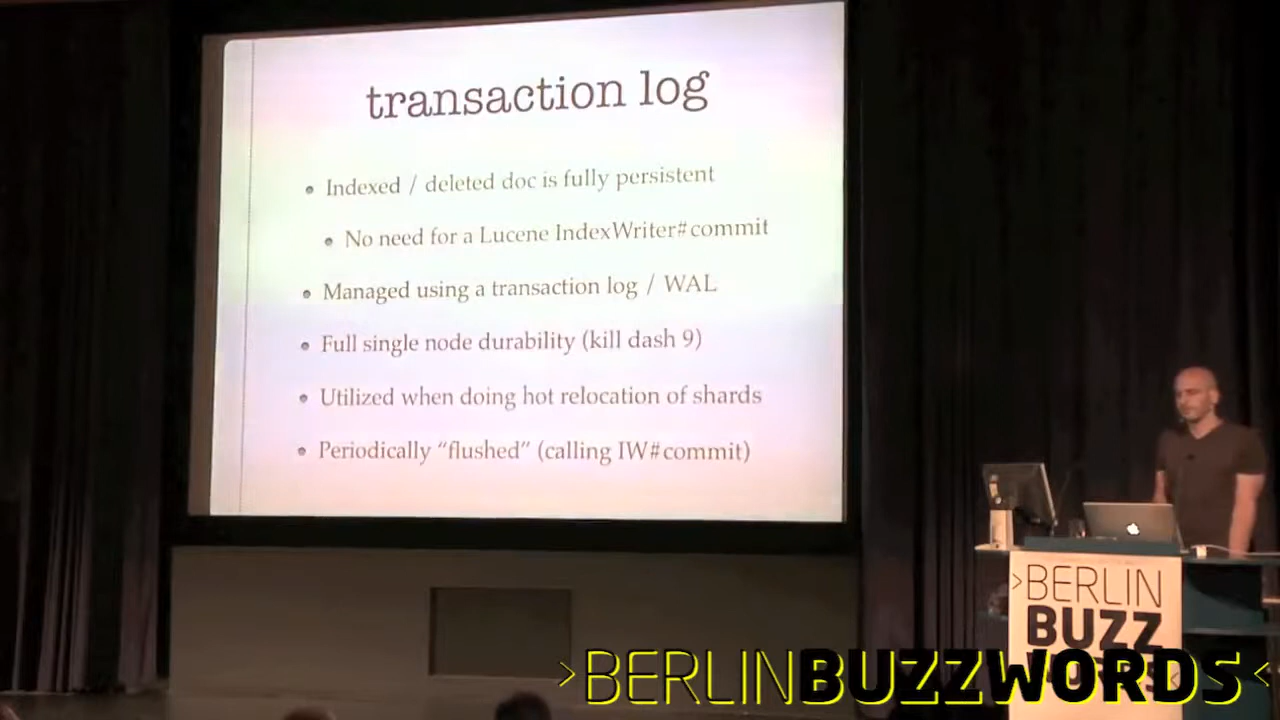 transaction log
Indexed / deleted doc is fully persistent
No need for a Lucene IndexWriter#commit
Managed using a transaction log / WAL
Full single node durability (kill dash 9)
Utilized when doing hot relocation of shards
Periodically “flushed” (calling IW#commit)
>BERLIN
BUZZ
WORDS<
>BERLINBUZZWORDS<